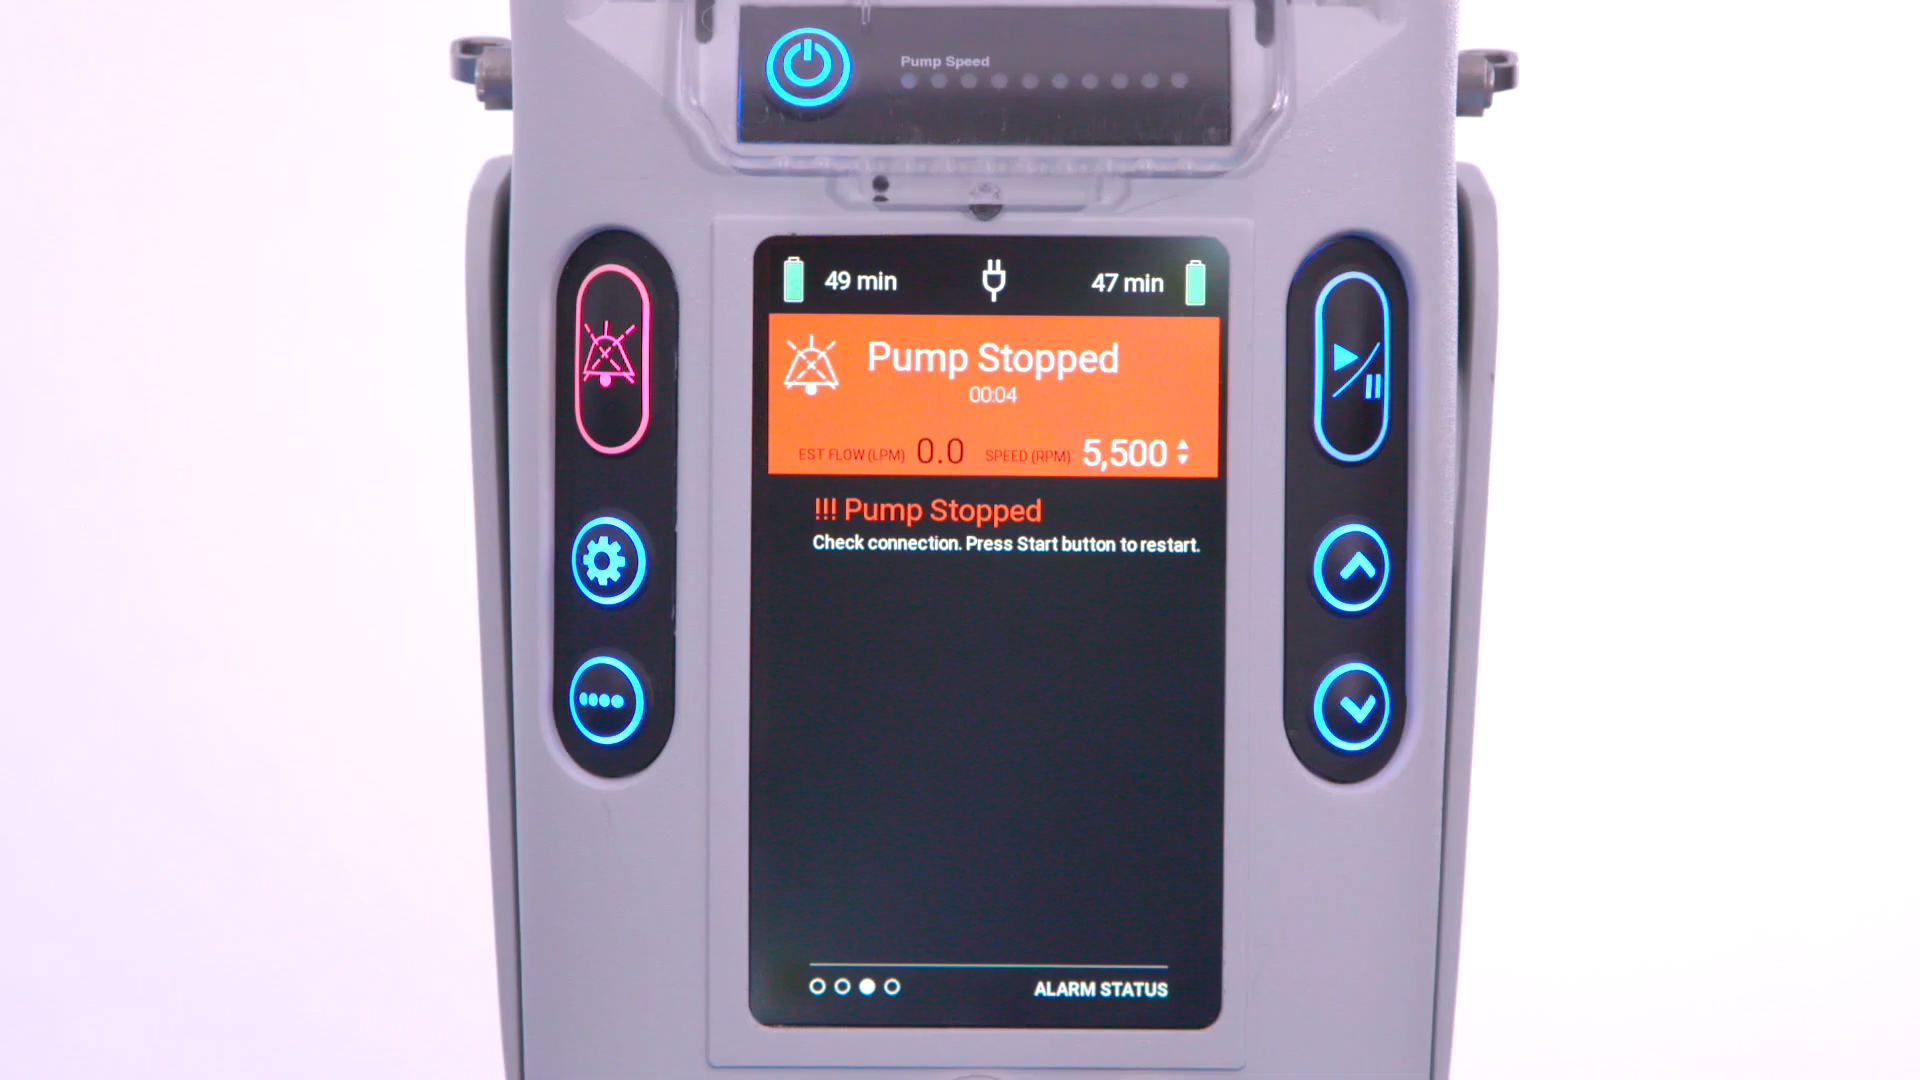 Pump Speed
49 min
47 min
Pump Stopped
00:04
EST FLOW (LPM) 0.0 SPEED (RPM) 5,500
!!! Pump Stopped
Check connection. Press Start button to restart.
ALARM STATUS